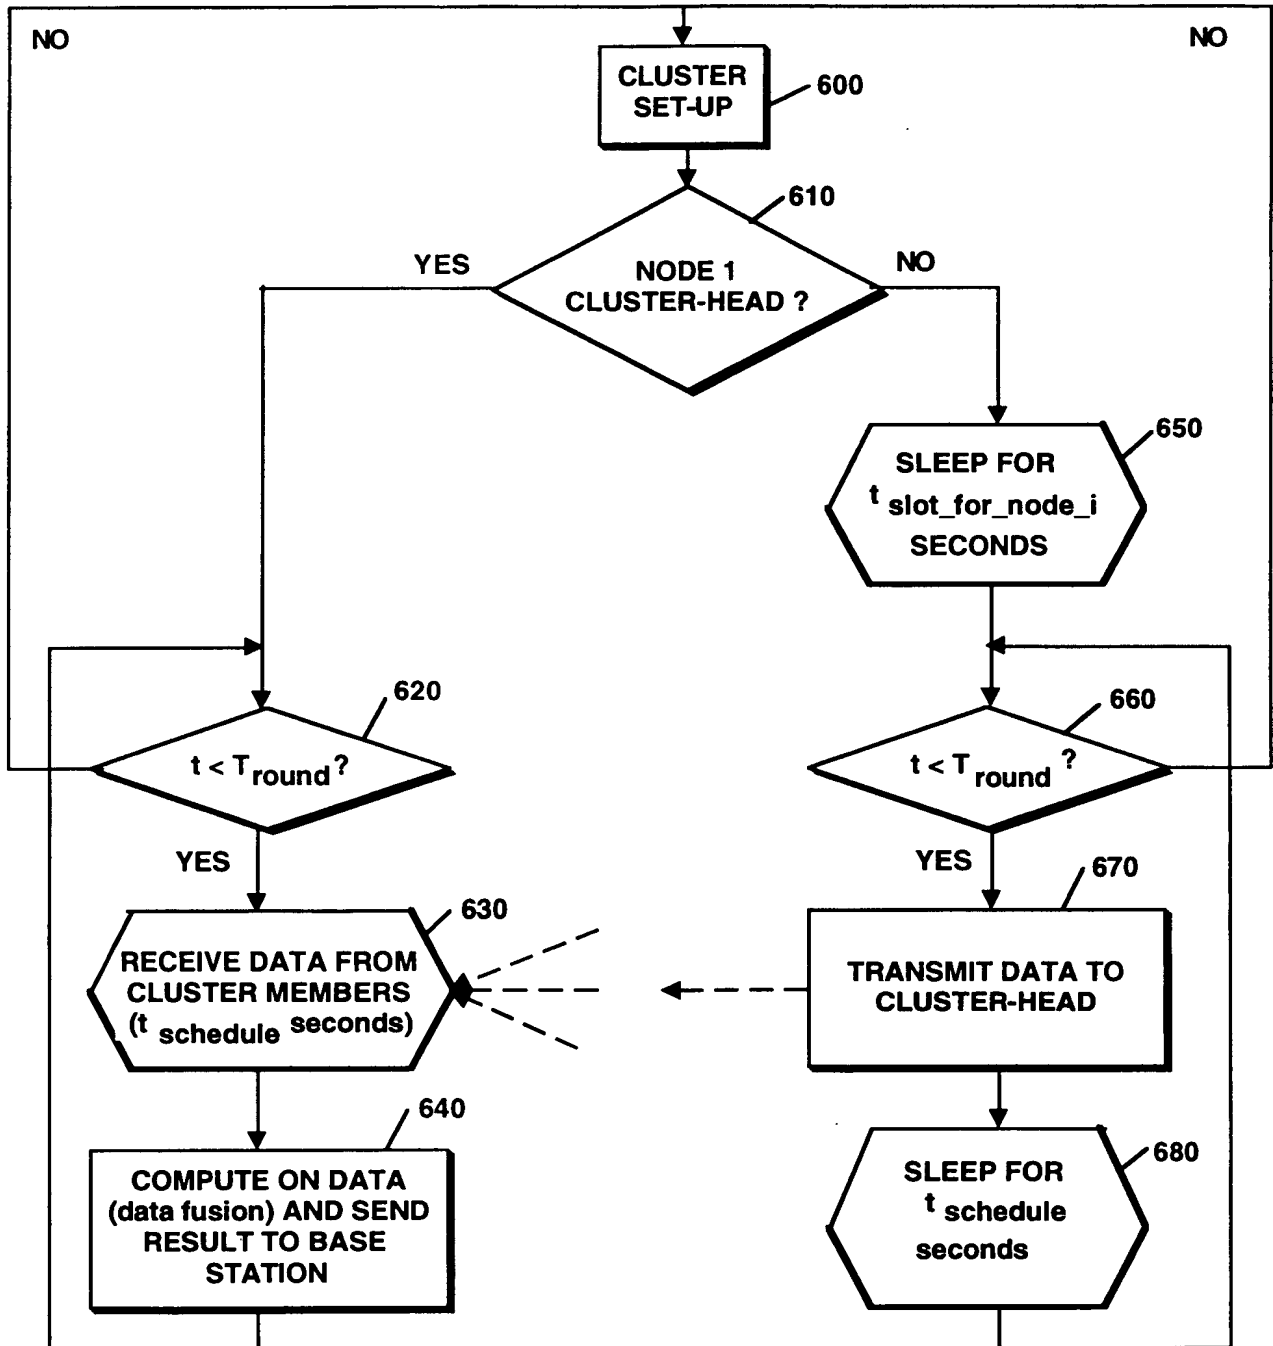 NO
NO
CLUSTER
SET-UP
600
610
YES
NO
NODE 1
CLUSTER-HEAD ?
650
SLEEP FOR
t slot_for_node_i
SECONDS
620
t < Tround ?
660
t < Tround ?
YES
YES
630
RECEIVE DATA FROM
CLUSTER MEMBERS
(t schedule seconds)
670
TRANSMIT DATA TO
CLUSTER-HEAD
640
COMPUTE ON DATA
(data fusion) AND SEND
RESULT TO BASE
STATION
680
SLEEP FOR
t schedule
seconds